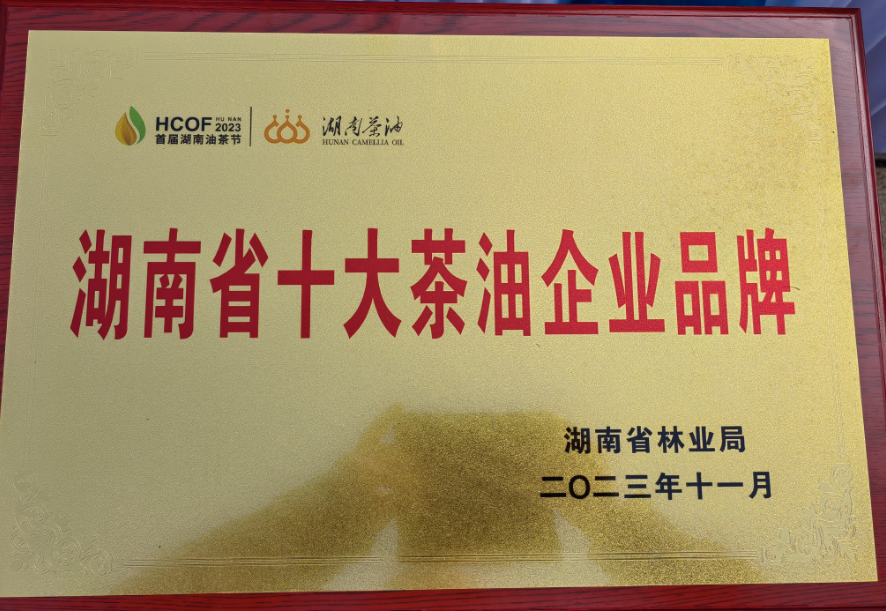 HCOF HU NAN 2023
首届湖南油茶节
湖南茶油
HUNAN CAMELLIA OIL
湖南省十大茶油企业品牌
湖南省林业局
二〇二三年十一月